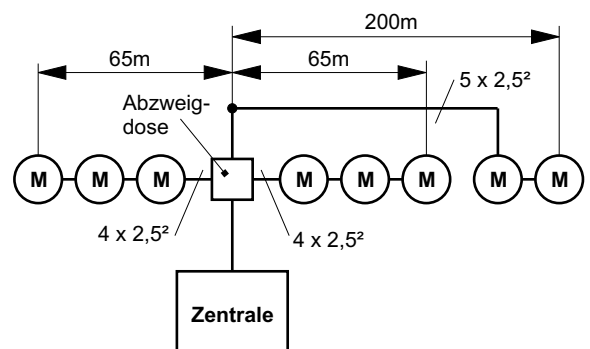 200m
65m
65m
5 x 2,5²
Abzweig-
dose
M M M M M M M M
4 x 2,5²
4 x 2,5²
Zentrale